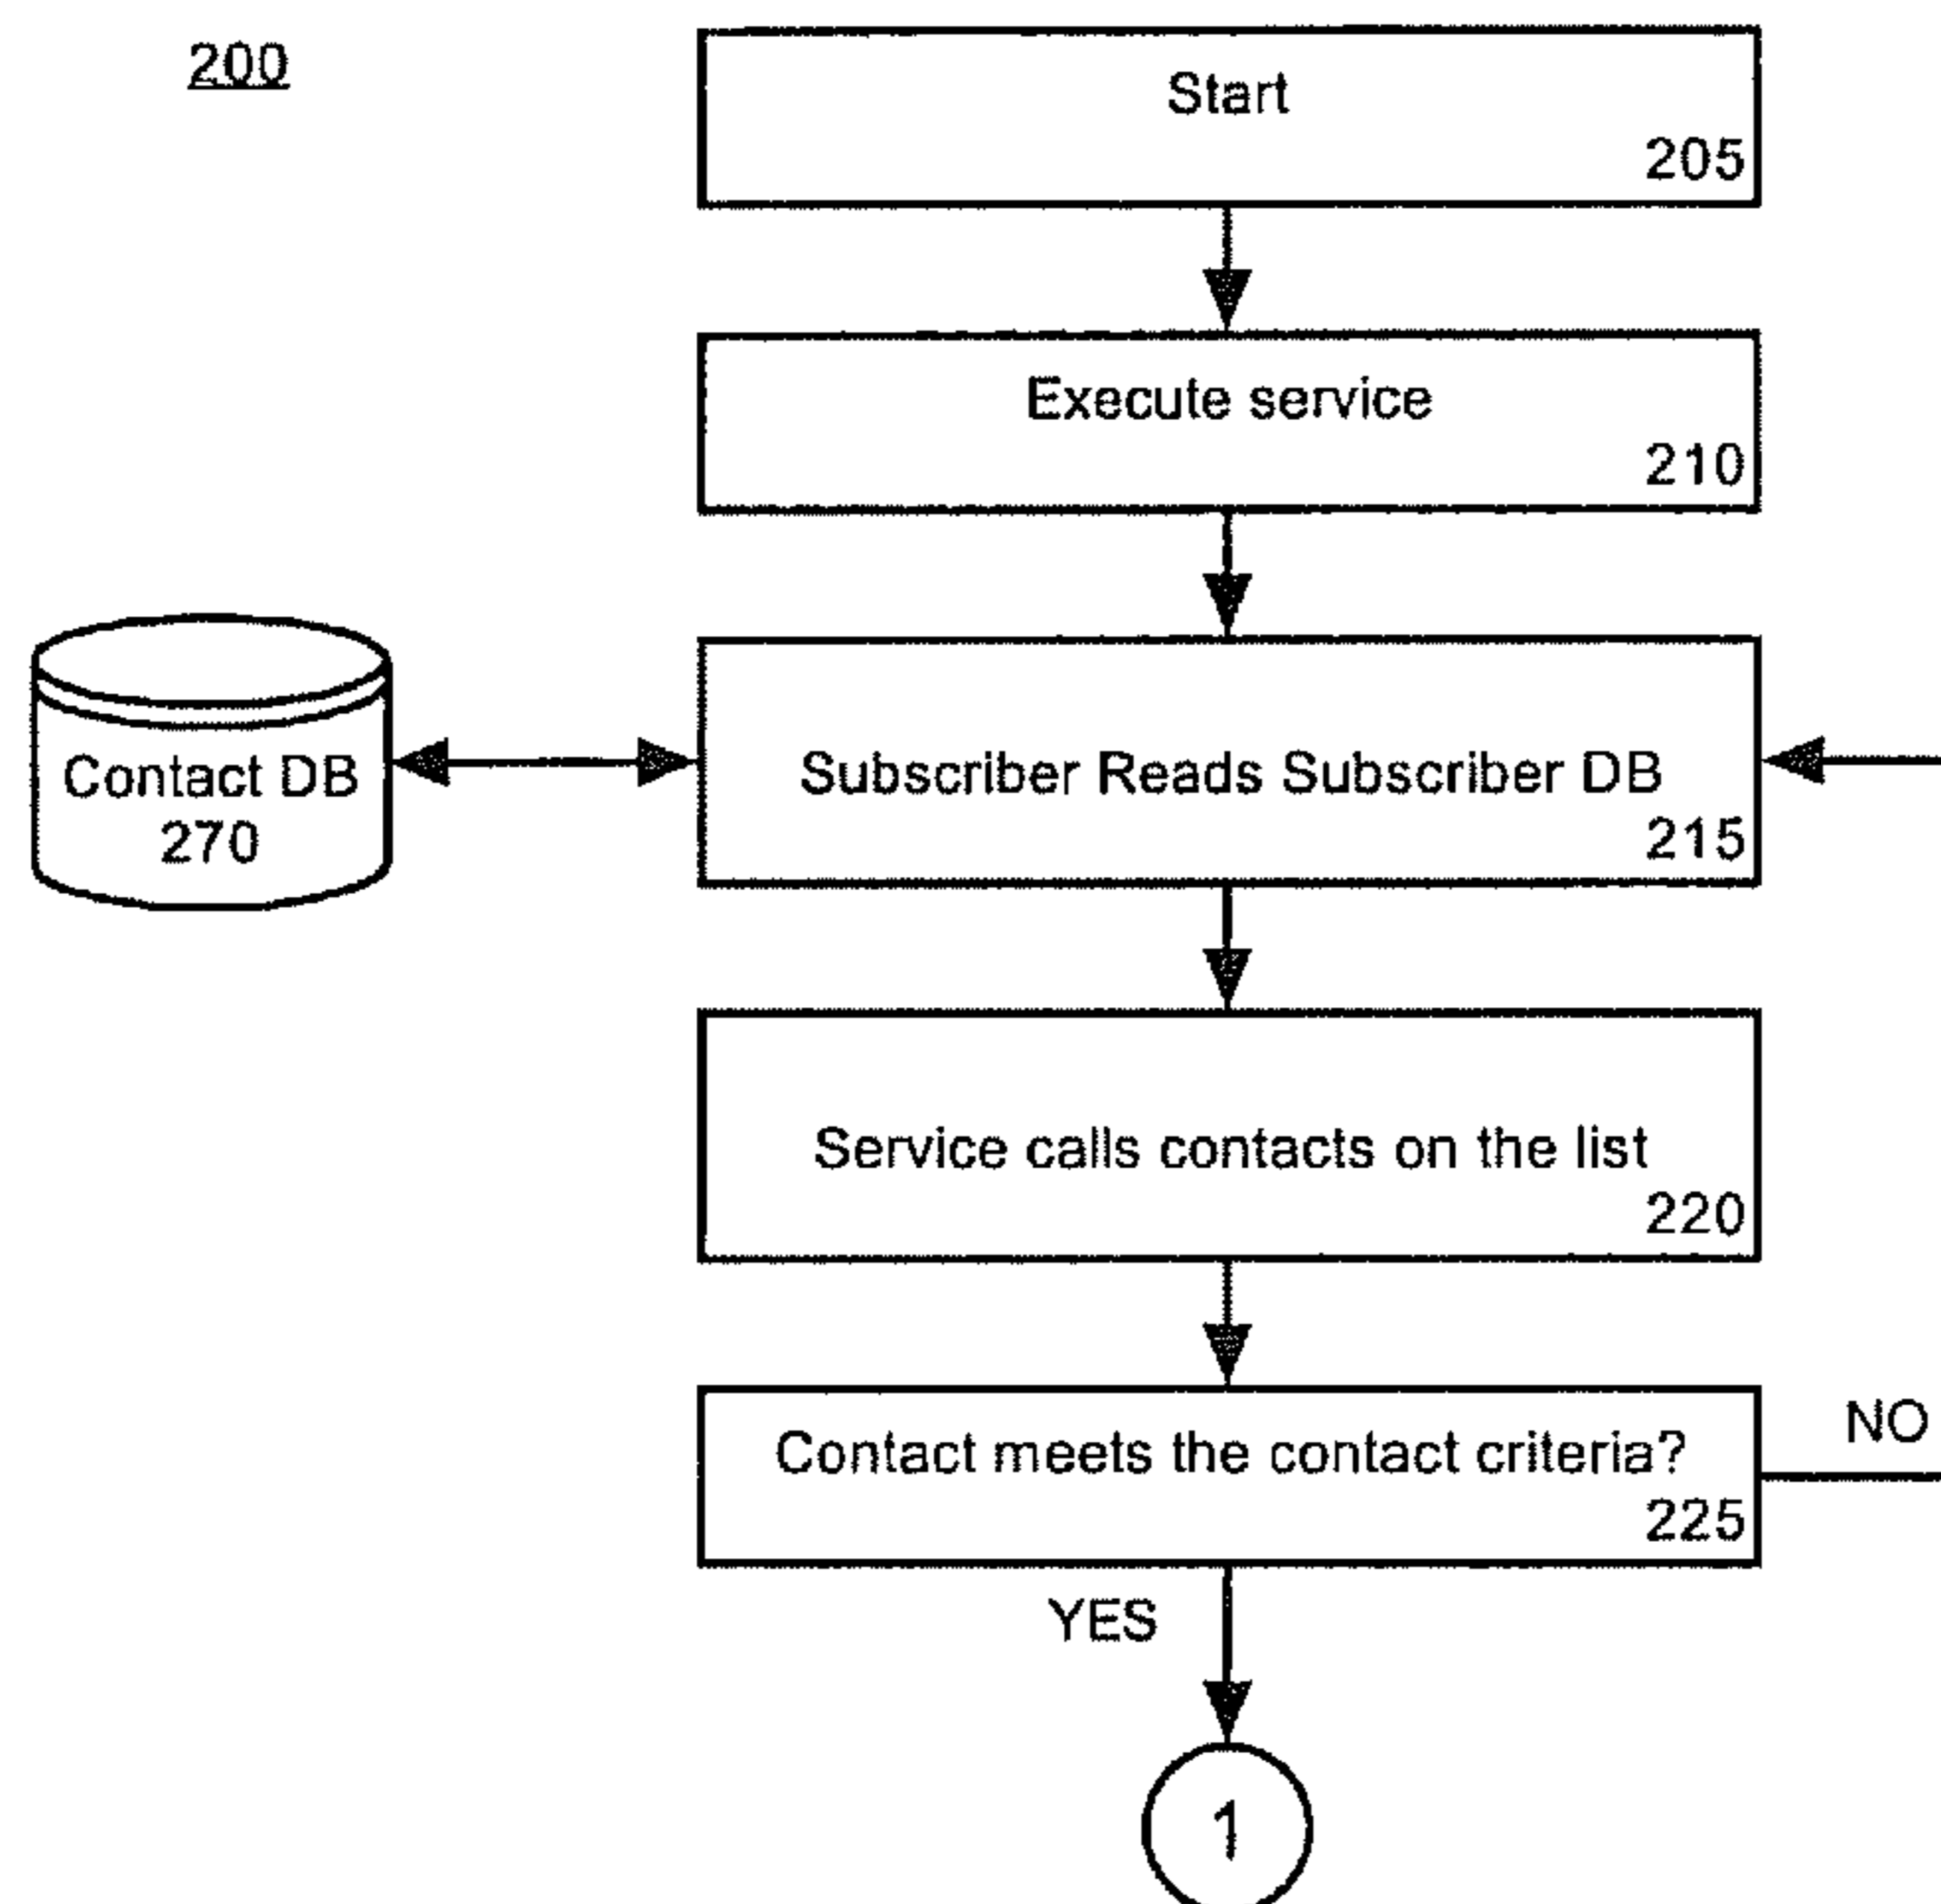 200
Start
205
Execute service
210
Contact DB
270
Subscriber Reads Subscriber DB
215
Service calls contacts on the list
220
Contact meets the contact criteria?
225
NO
YES
1